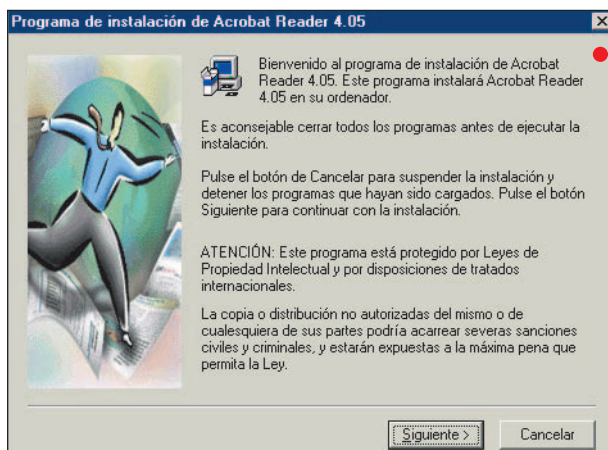 Programa de instalación de Acrobat Reader 4.05
Bienvenido al programa de instalación de Acrobat
Reader 4.05. Este programa instalará Acrobat Reader
4.05 en su ordenador.
Es aconsejable cerrar todos los programas antes de ejecutar la
instalación.
Pulse el botón de Cancelar para suspender la instalación y
detener los programas que hayan sido cargados. Pulse el botón
Siguiente para continuar con la instalación.
ATENCIÓN: Este programa está protegido por Leyes de
Propiedad Intelectual y por disposiciones de tratados
internacionales.
La copia o distribución no autorizadas del mismo o de
cualesquiera de sus partes podría acarrear severas sanciones
civiles y criminales, y estarán expuestas a la máxima pena que
permita la Ley.
Siguiente > Cancelar